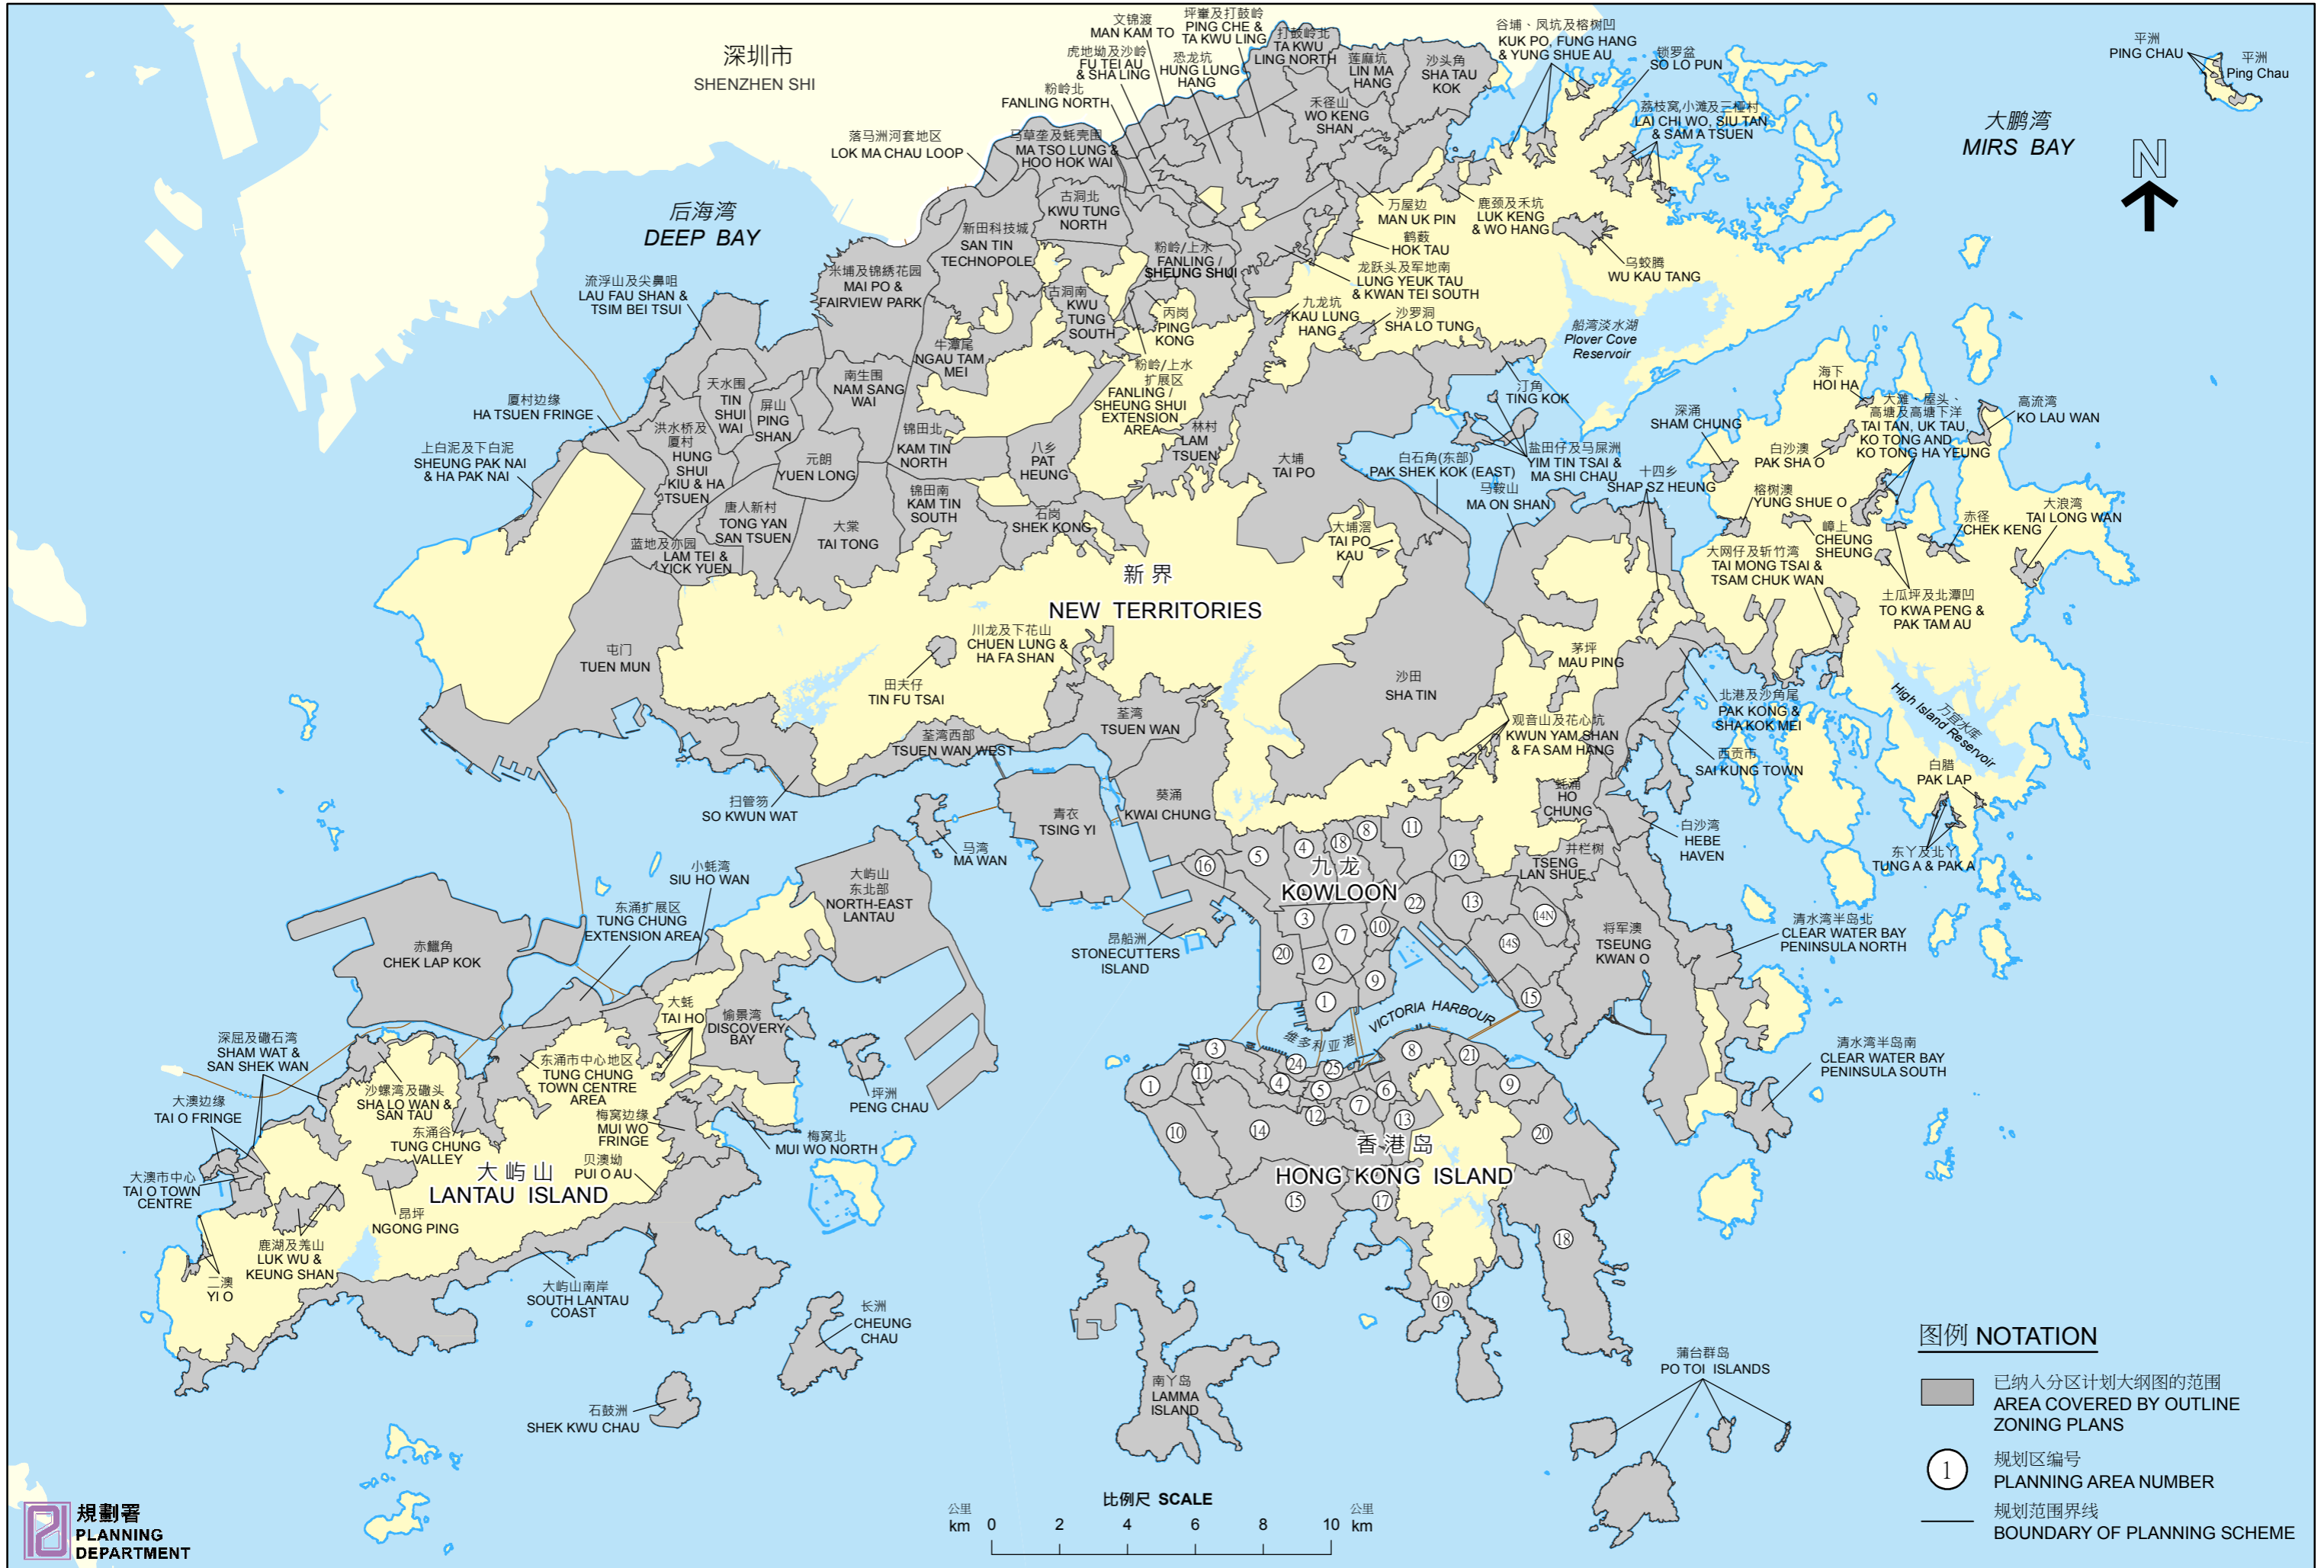 深圳市
SHENZHEN SHI
文锦渡
MAN KAM TO
坪輋及打鼓岭
PING CHE &
TA KWU LING
打鼓岭北
TA KWU
LING NORTH
谷埔、凤坑及榕树凹
KUK PO, FUNG HANG
& YUNG SHUE AU
平洲
PING CHAU
平洲
Ping Chau
虎地坳及沙岭
FU TEI AU
& SHA LING
恐龙坑
HUNG LUNG
HANG
莲麻坑
LIN MA
HANG
沙头角
SHA TAU
KOK
锁罗盆
SO LO PUN
粉岭北
FANLING NORTH
禾径山
WO KENG
SHAN
荔枝窝,小滩及三桠村
LAI CHI WO, SIU TAN
& SAM A TSUEN
大鹏湾
MIRS BAY
N
落马洲河套地区
LOK MA CHAU LOOP
马草垄及蚝壳围
MA TSO LUNG &
HOO HOK WAI
后海湾
DEEP BAY
古洞北
KWU TUNG
NORTH
万屋边
MAN UK PIN
鹿颈及禾坑
LUK KENG
& WO HANG
新田科技城
SAN TIN
TECHNOPOLE
粉岭/上水
FANLING /
SHEUNG SHUI
鹤薮
HOK TAU
乌蛟腾
WU KAU TANG
米埔及锦綉花园
MAI PO &
FAIRVIEW PARK
龙跃头及军地南
LUNG YEUK TAU
& KWAN TEI SOUTH
流浮山及尖鼻咀
LAU FAU SHAN &
TSIM BEI TSUI
古洞南
KWU
TUNG
SOUTH
丙岗
PING
KONG
九龙坑
KAU LUNG
HANG
沙罗洞
SHA LO TUNG
船湾淡水湖
Plover Cove
Reservoir
牛潭尾
NGAU TAM
MEI
粉岭/上水
扩展区
FANLING /
SHEUNG SHUI
EXTENSION
AREA
南生围
NAM SANG
WAI
天水围
TIN
SHUI
WAI
屏山
PING
SHAN
汀角
TING KOK
海下
HOI HA
厦村边缘
HA TSUEN FRINGE
洪水桥及
厦村
HUNG
SHUI
KIU & HA
TSUEN
锦田北
KAM TIN
NORTH
八乡
PAT
HEUNG
林村
LAM
TSUEN
大埔
TAI PO
深涌
SHAM CHUNG
大滩、屋头、
高塘及高塘下洋
TAI TAN, UK TAU,
KO TONG AND
KO TONG HA YEUNG
高流湾
KO LAU WAN
上白泥及下白泥
SHEUNG PAK NAI
& HA PAK NAI
元朗
YUEN LONG
白石角(东部)
PAK SHEK KOK (EAST)
盐田仔及马屎洲
YIM TIN TSAI &
MA SHI CHAU
白沙澳
PAK SHA O
十四乡
SHAP SZ HEUNG
马鞍山
MA ON SHAN
榕树澳
YUNG SHUE O
锦田南
KAM TIN
SOUTH
唐人新村
TONG YAN
SAN TSUEN
大棠
TAI TONG
石岗
SHEK KONG
大埔滘
TAI PO
KAU
嶂上
CHEUNG
SHEUNG
赤径
CHEK KENG
大浪湾
TAI LONG WAN
蓝地及亦园
LAM TEI &
YICK YUEN
大网仔及斩竹湾
TAI MONG TSAI &
TSAM CHUK WAN
新界
NEW TERRITORIES
土瓜坪及北潭凹
TO KWA PENG &
PAK TAM AU
屯门
TUEN MUN
川龙及下花山
CHUEN LUNG &
HA FA SHAN
田夫仔
TIN FU TSAI
沙田
SHA TIN
茅坪
MAU PING
北港及沙角尾
PAK KONG &
SHA KOK MEI
万宜水库
High Island Reservoir
荃湾
TSUEN WAN
荃湾西部
TSUEN WAN WEST
观音山及花心坑
KWUN YAM SHAN
& FA SAM HANG
西贡市
SAI KUNG TOWN
白腊
PAK LAP
扫管笏
SO KWUN WAT
青衣
TSING YI
葵涌
KWAI CHUNG
蚝涌
HO
CHUNG
白沙湾
HEBE
HAVEN
马湾
MA WAN
井栏树
TSENG
LAN SHUE
东丫及北丫
TUNG A & PAK A
小蚝湾
SIU HO WAN
大屿山
东北部
NORTH-EAST
LANTAU
九龙
KOWLOON
16
5
4
18
8
11
12
3
7
10
22
13
14N
14S
20
2
9
1
15
东涌扩展区
TUNG CHUNG
EXTENSION AREA
赤鱲角
CHEK LAP KOK
昂船洲
STONECUTTERS
ISLAND
将军澳
TSEUNG
KWAN O
清水湾半岛北
CLEAR WATER BAY
PENINSULA NORTH
大蚝
TAI HO
愉景湾
DISCOVERY
BAY
维多利亚港
VICTORIA HARBOUR
深屈及䃟石湾
SHAM WAT &
SAN SHEK WAN
东涌市中心地区
TUNG CHUNG
TOWN CENTRE
AREA
清水湾半岛南
CLEAR WATER BAY
PENINSULA SOUTH
沙螺湾及䃟头
SHA LO WAN &
SAN TAU
坪洲
PENG CHAU
大澳边缘
TAI O FRINGE
梅窝边缘
MUI WO
FRINGE
东涌谷
TUNG CHUNG
VALLEY
梅窝北
MUI WO NORTH
贝澳坳
PUI O AU
大屿山
LANTAU ISLAND
大澳市中心
TAI O TOWN
CENTRE
昂坪
NGONG PING
鹿湖及羗山
LUK WU &
KEUNG SHAN
二澳
YI O
大屿山南岸
SOUTH LANTAU
COAST
3
11
1
24
25
4
5
6
8
21
9
12
7
13
10
14
20
香港岛
HONG KONG ISLAND
15
17
18
19
长洲
CHEUNG
CHAU
石鼓洲
SHEK KWU CHAU
南丫岛
LAMMA
ISLAND
蒲台群岛
PO TOI ISLANDS
图例 NOTATION
已纳入分区计划大纲图的范围
AREA COVERED BY OUTLINE
ZONING PLANS
1
规划区编号
PLANNING AREA NUMBER
规划范围界线
BOUNDARY OF PLANNING SCHEME
比例尺 SCALE
公里 公里
km 0 2 4 6 8 10 km
規劃署
PLANNING
DEPARTMENT